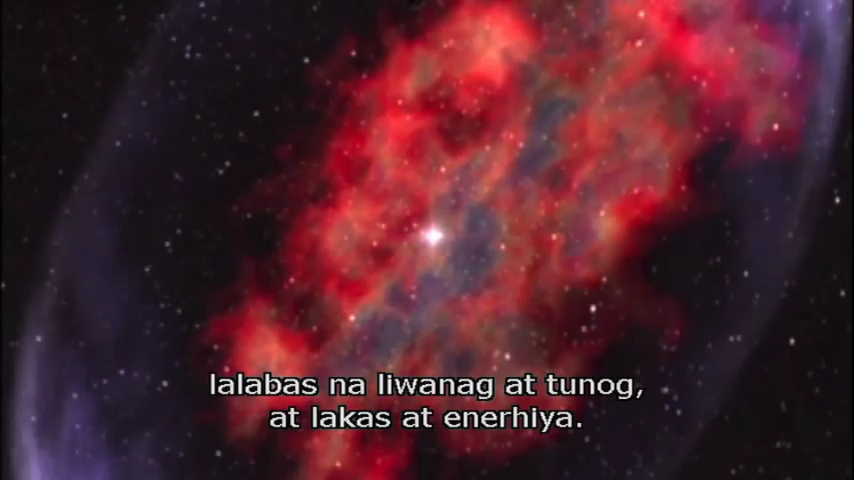 lalabas na liwanag at tunog,
at lakas at enerhiya.